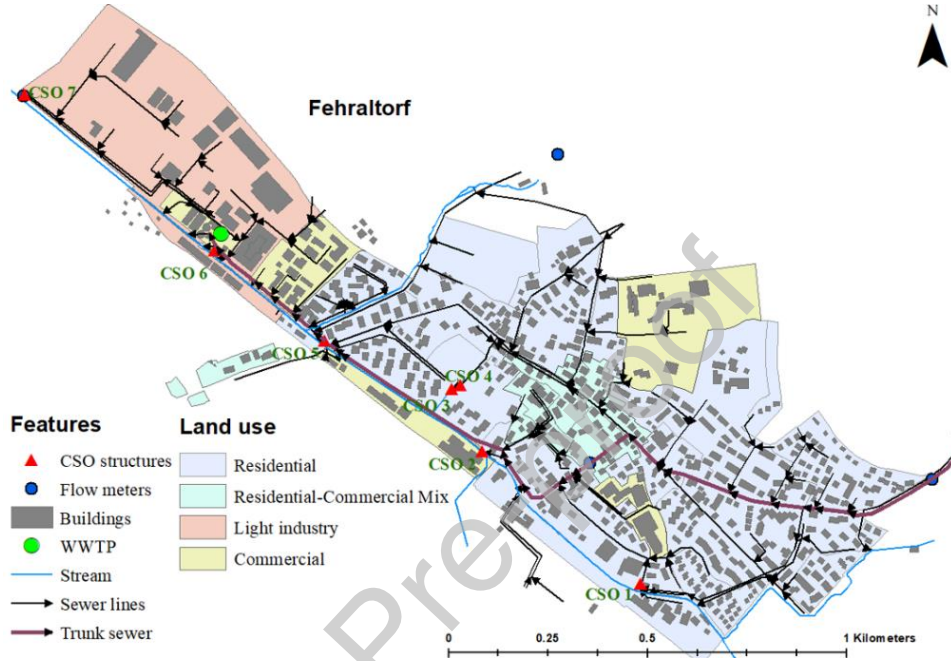 N
CSO 7
Fehraltorf
CSO 6
CSO 5
CSO 4
CSO 3
CSO 2
CSO 1
Features
CSO structures
Flow meters
Buildings
WWTP
Stream
Sewer lines
Trunk sewer
Land use
Residential
Residential-Commercial Mix
Light industry
Commercial
0 0.25 0.5 1 Kilometers
Pre-proof